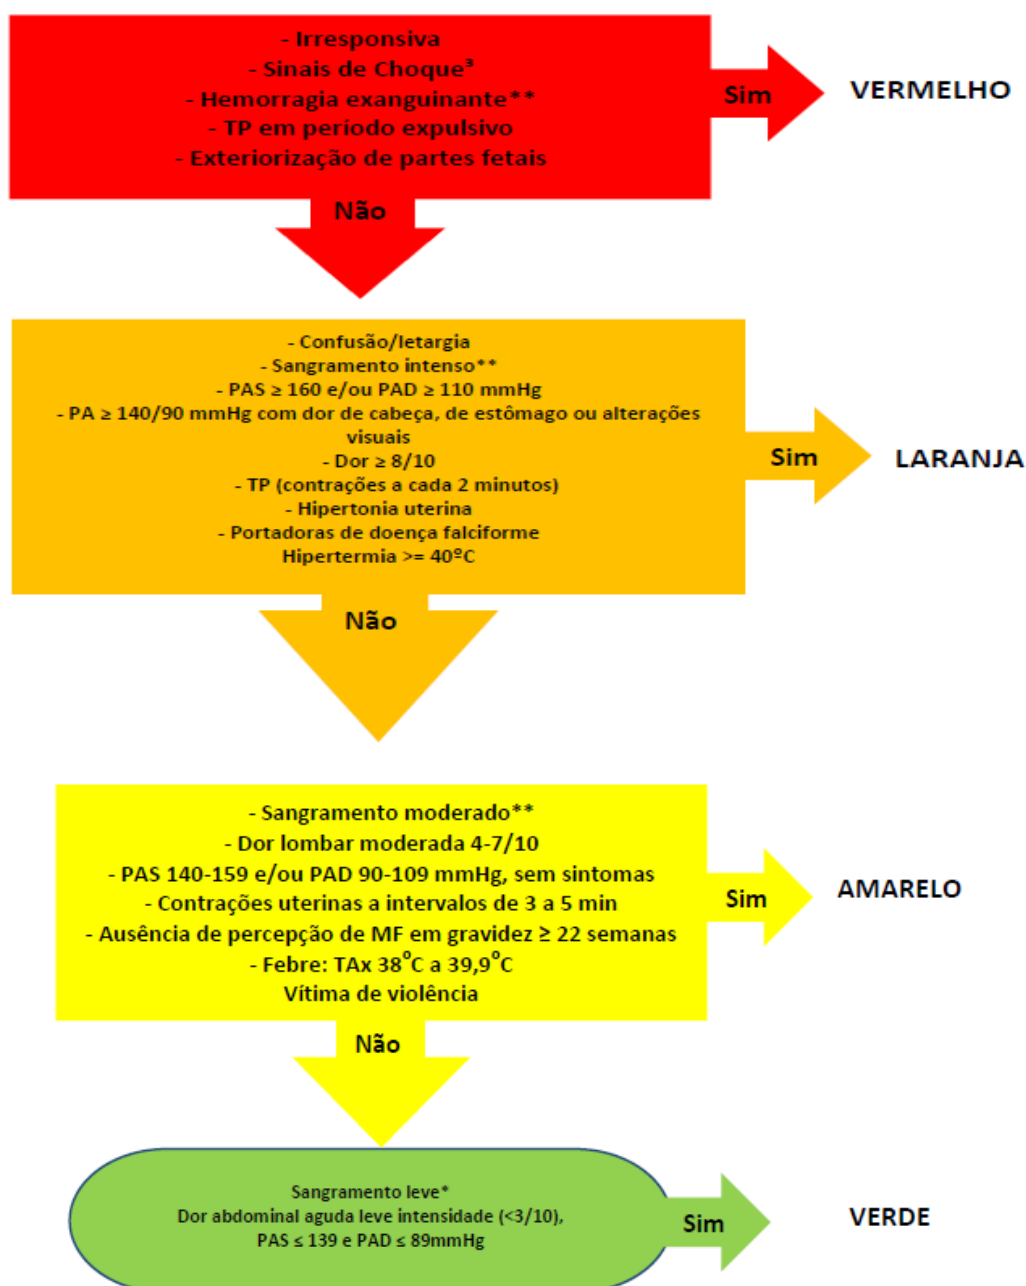 - Irresponsiva
- Sinais de Choque³
- Hemorragia exanguinante**
- TP em período expulsivo
- Exteriorização de partes fetais
Sim
VERMELHO
Não
- Confusão/letargia
- Sangramento intenso**
- PAS ≥ 160 e/ou PAD ≥ 110 mmHg
- PA ≥ 140/90 mmHg com dor de cabeça, de estômago ou alterações
visuais
- Dor ≥ 8/10
- TP (contrações a cada 2 minutos)
- Hipertonia uterina
- Portadoras de doença falciforme
Hipertermia >= 40ºC
Sim
LARANJA
Não
- Sangramento moderado**
- Dor lombar moderada 4-7/10
- PAS 140-159 e/ou PAD 90-109 mmHg, sem sintomas
- Contrações uterinas a intervalos de 3 a 5 min
- Ausência de percepção de MF em gravidez ≥ 22 semanas
- Febre: TAx 38°C a 39,9°C
Vítima de violência
Sim
AMARELO
Não
Sangramento leve*
Dor abdominal aguda leve intensidade (<3/10),
PAS ≤ 139 e PAD ≤ 89mmHg
Sim
VERDE